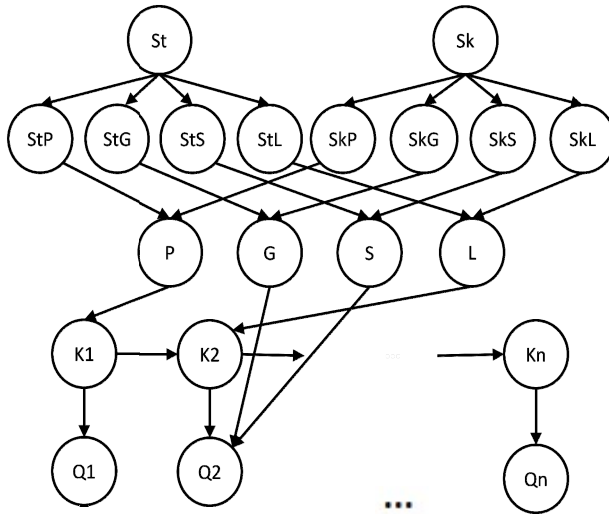 St Sk
StP StG StS StL SkP SkG SkS SkL
P G S L
K1 K2 ... Kn
Q1 Q2 Qn
...